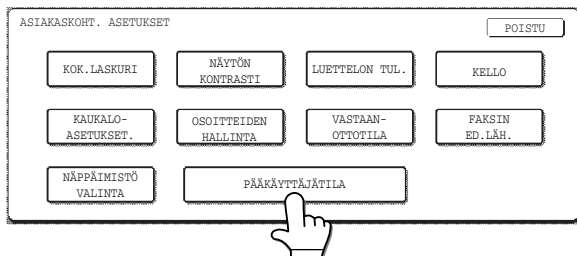 ASIAKASKOHT. ASETUKSET
POISTU
KOK.LASKURI
NÄYTÖN
KONTRASTI
LUETTELON TUL.
KELLO
KAUKALO-
ASETUKSET.
OSOITTEIDEN
HALLINTA
VASTAAN-
OTTOTILA
FAKSIN
ED.LÄH.
NÄPPÄIMISTÖ
VALINTA
PÄÄKÄYTTÄJÄTILA